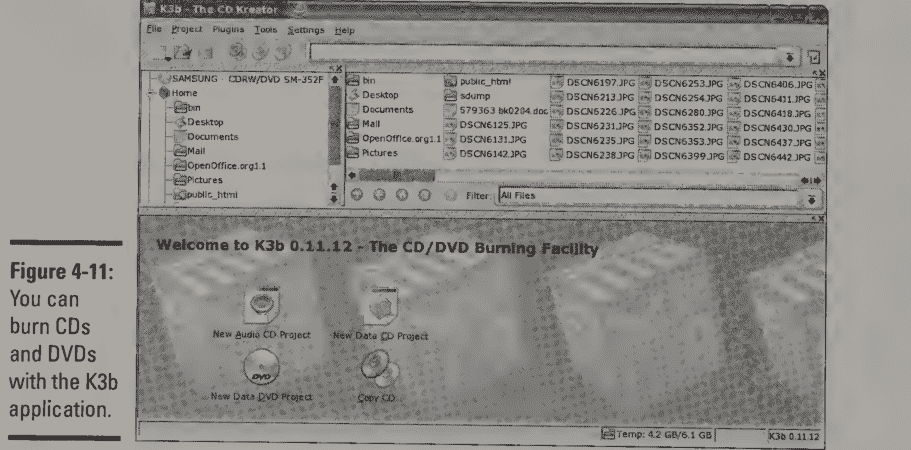 K3b - The CD Kreator
File Project Plugins Tools Settings Help
SAMSUNG - CDRW/DVD SM-352F
Home
bin
Desktop
Documents
Mail
OpenOffice.org1.1
Pictures
public_html
bin public_html DSCN6197.JPG DSCN6253.JPG DSCN6406.JPG
Desktop sdump DSCN6213.JPG DSCN6254.JPG DSCN6411.JPG
Documents 579363 bk0204.doc DSCN6226.JPG DSCN6280.JPG DSCN6418.JPG
Mail DSCN6125.JPG DSCN6231.JPG DSCN6352.JPG DSCN6430.JPG
OpenOffice.org1.1 DSCN6131.JPG DSCN6235.JPG DSCN6353.JPG DSCN6437.JPG
Pictures DSCN6142.JPG DSCN6238.JPG DSCN6399.JPG DSCN6442.JPG
Filter: All Files
Welcome to K3b 0.11.12 - The CD/DVD Burning Facility
New Audio CD Project New Data CD Project
DVD
New Data DVD Project Copy CD
Temp: 4.2 GB/6.1 GB K3b 0.11.12
Figure 4-11:
You can
burn CDs
and DVDs
with the K3b
application.